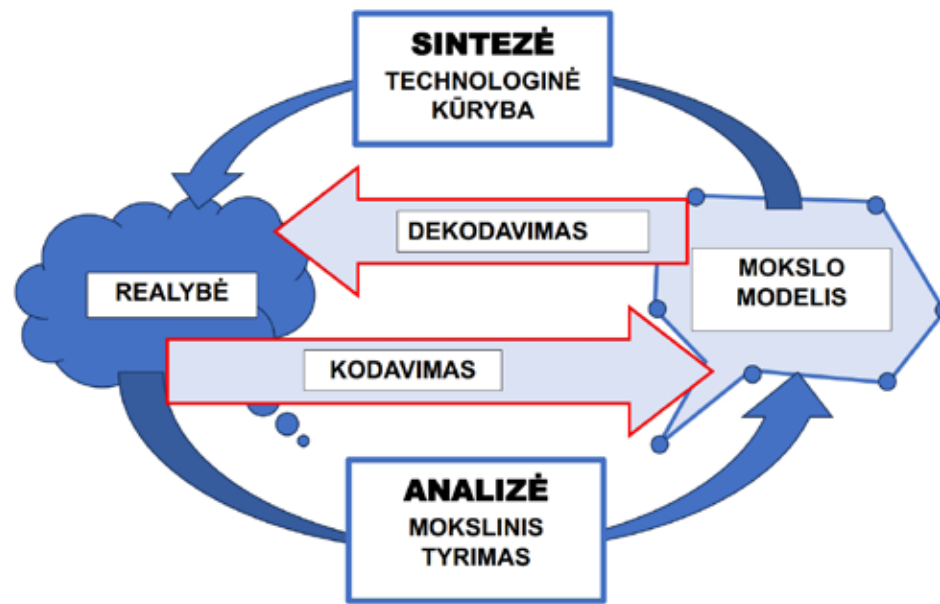 SINTEZĖ
TECHNOLOGINĖ
KŪRYBA
DEKODAVIMAS
REALYBĖ
MOKSLO
MODELIS
KODAVIMAS
ANALIZĖ
MOKSLINIS
TYRIMAS